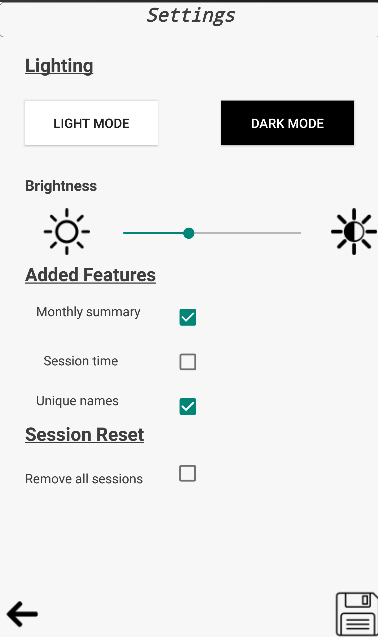 Settings
Lighting
LIGHT MODE
DARK MODE
Brightness
Added Features
Monthly summary
Session time
Unique names
Session Reset
Remove all sessions